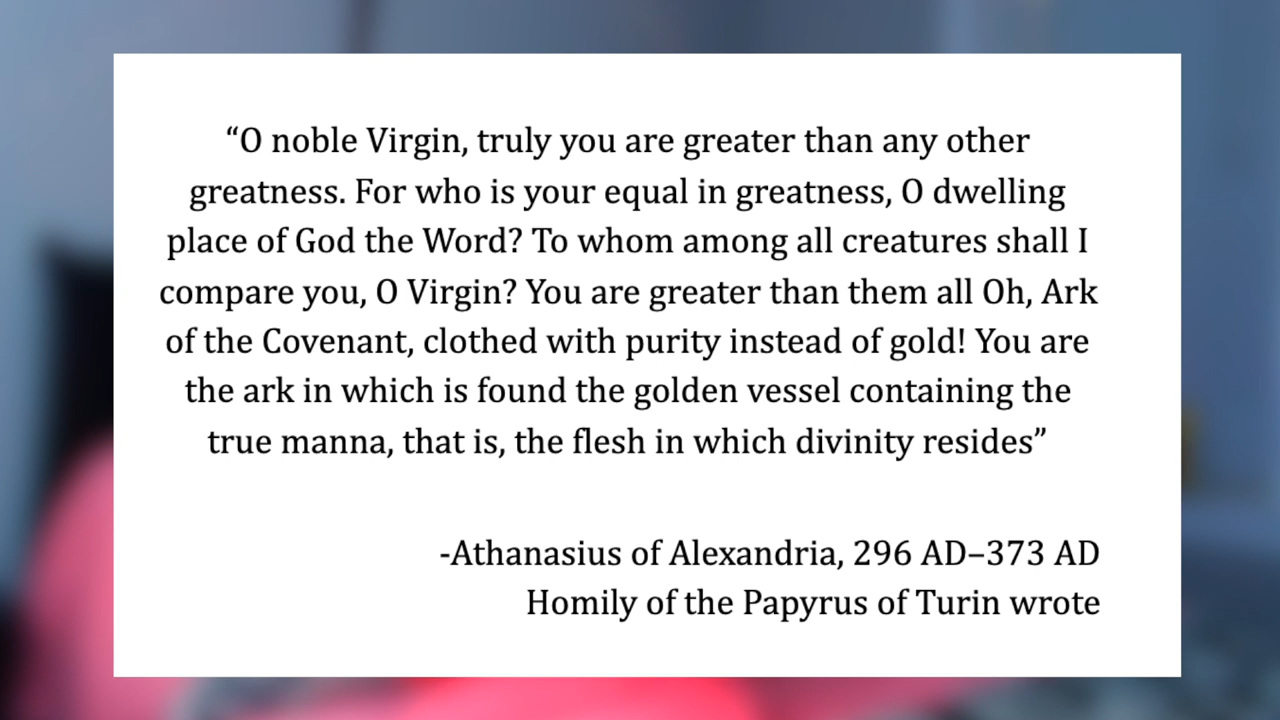 “O noble Virgin, truly you are greater than any other
greatness. For who is your equal in greatness, O dwelling
place of God the Word? To whom among all creatures shall I
compare you, O Virgin? You are greater than them all Oh, Ark
of the Covenant, clothed with purity instead of gold! You are
the ark in which is found the golden vessel containing the
true manna, that is, the flesh in which divinity resides”
-Athanasius of Alexandria, 296 AD–373 AD
Homily of the Papyrus of Turin wrote